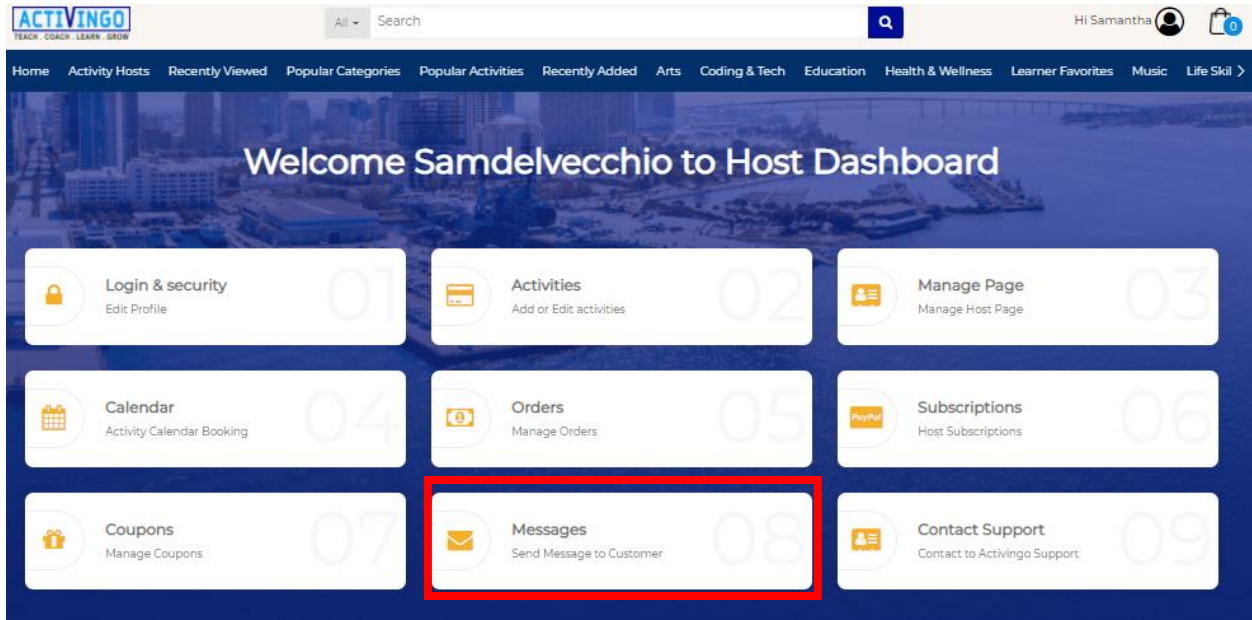 ACTIVINGO
TEACH . COACH . LEARN . GROW
All Search
Hi Samantha 0
Home Activity Hosts Recently Viewed Popular Categories Popular Activities Recently Added Arts Coding & Tech Education Health & Wellness Learner Favorites Music Life Skil
Welcome Samdelvecchio to Host Dashboard
01
Login & security
Edit Profile
02
Activities
Add or Edit activities
03
Manage Page
Manage Host Page
04
Calendar
Activity Calendar Booking
05
Orders
Manage Orders
06
PayPal
Subscriptions
Host Subscriptions
07
Coupons
Manage Coupons
08
Messages
Send Message to Customer
09
Contact Support
Contact to Activingo Support